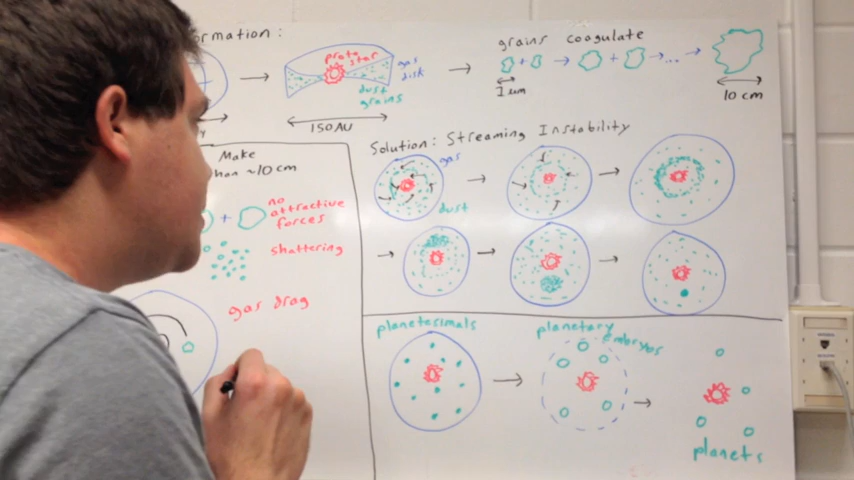 rmation:
proto
star
gas
disk
dust
grains
150 AU
grains coagulate
1 um
10 cm
Make
han ~10 cm
no
attractive
forces
shattering
gas drag
Solution: Streaming Instability
gas
dust
planetesimals
planetary
embryos
planets